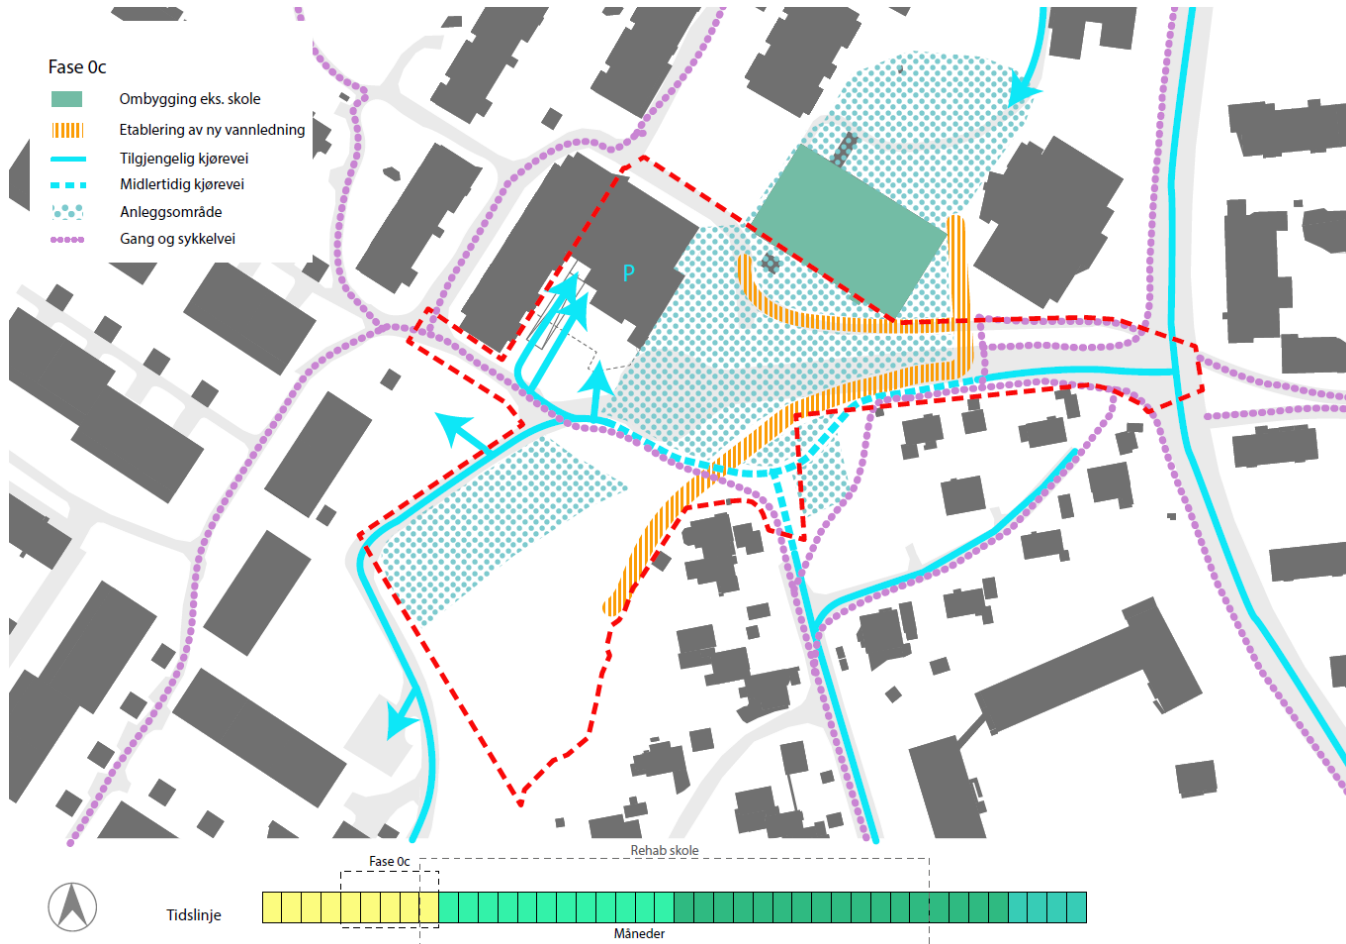 Fase 0c
Ombygging eks. skole
Etablering av ny vannledning
Tilgjengelig kjørevei
Midlertidig kjørevei
Anleggsområde
Gang og sykkelvei
P
Rehab skole
Fase 0c
Tidslinje
Måneder